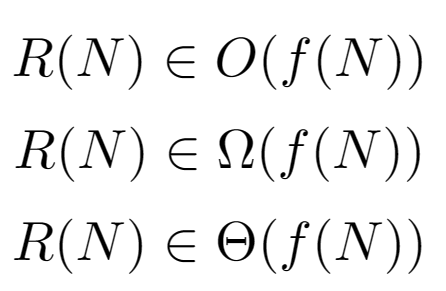 R(N) ∈ O(f(N))
R(N) ∈ Ω(f(N))
R(N) ∈ Θ(f(N))